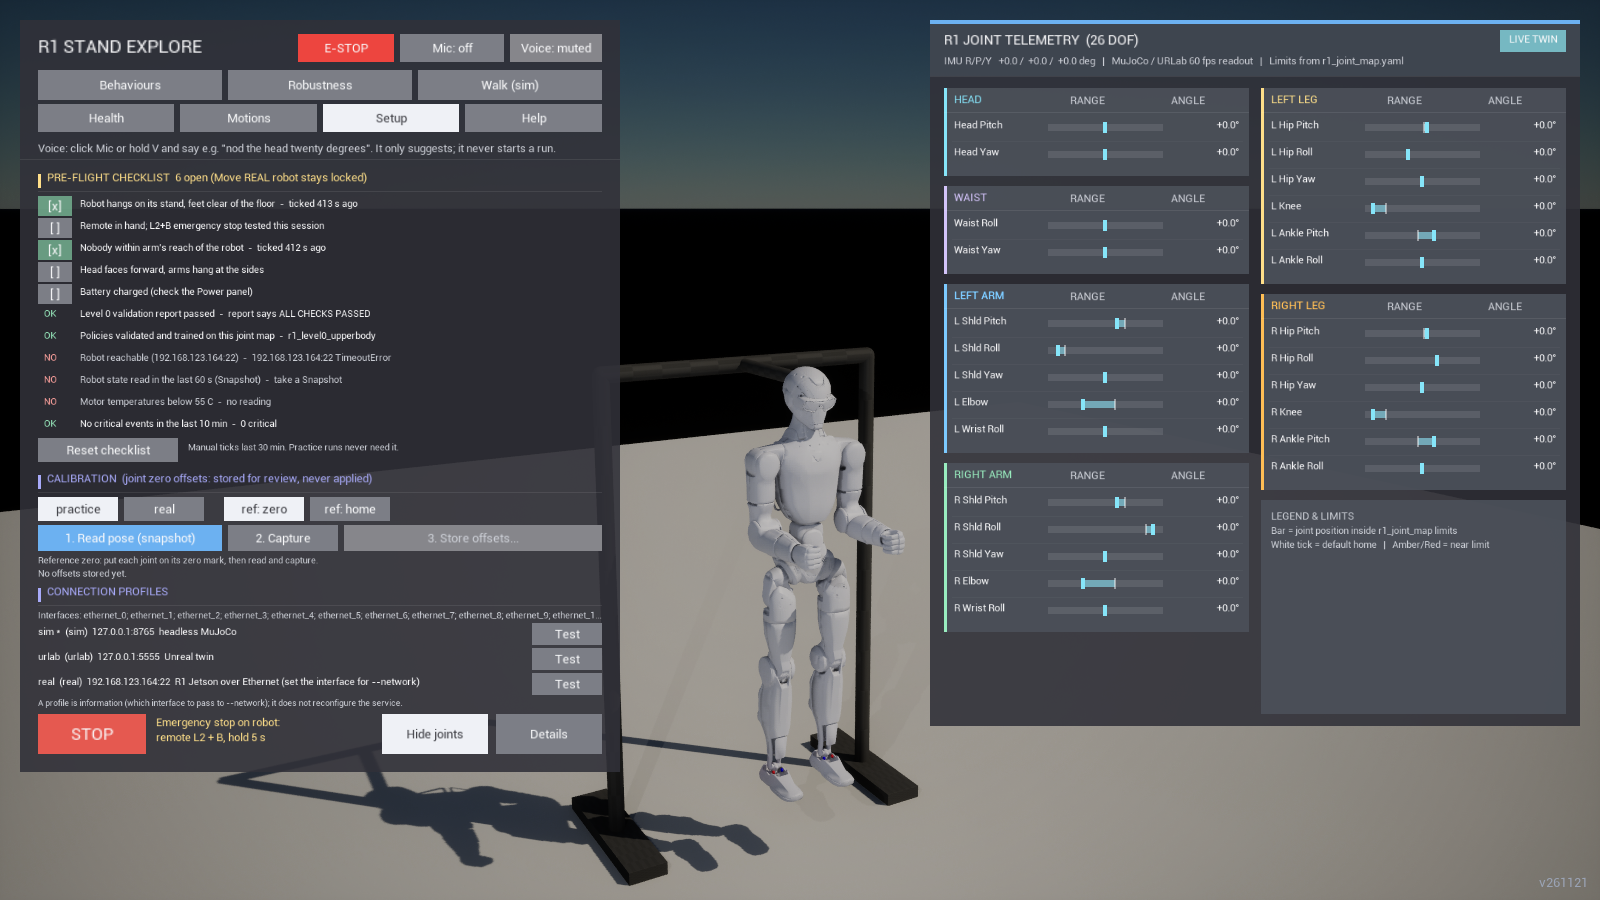 R1 STAND EXPLORE
E-STOP
Mic: off
Voice: muted
Behaviours
Robustness
Walk (sim)
Health
Motions
Setup
Help
Voice: click Mic or hold V and say e.g. "nod the head twenty degrees". It only suggests; it never starts a run.
PRE-FLIGHT CHECKLIST 6 open (Move REAL robot stays locked)
[x] Robot hangs on its stand, feet clear of the floor - ticked 413 s ago
[ ] Remote in hand; L2+B emergency stop tested this session
[x] Nobody within arm's reach of the robot - ticked 412 s ago
[ ] Head faces forward, arms hang at the sides
[ ] Battery charged (check the Power panel)
OK Level 0 validation report passed - report says ALL CHECKS PASSED
OK Policies validated and trained on this joint map - r1_level0_upperbody
NO Robot reachable (192.168.123.164:22) - 192.168.123.164:22 TimeoutError
NO Robot state read in the last 60 s (Snapshot) - take a Snapshot
NO Motor temperatures below 55 C - no reading
OK No critical events in the last 10 min - 0 critical
Reset checklist
Manual ticks last 30 min. Practice runs never need it.
CALIBRATION (joint zero offsets: stored for review, never applied)
practice
real
ref: zero
ref: home
1. Read pose (snapshot)
2. Capture
3. Store offsets...
Reference zero: put each joint on its zero mark, then read and capture.
No offsets stored yet.
CONNECTION PROFILES
Interfaces: ethernet_0; ethernet_1; ethernet_2; ethernet_3; ethernet_4; ethernet_5; ethernet_6; ethernet_7; ethernet_8; ethernet_9; ethernet_1...
sim * (sim) 127.0.0.1:8765 headless MuJoCo
Test
urlab (urlab) 127.0.0.1:5555 Unreal twin
Test
real (real) 192.168.123.164:22 R1 Jetson over Ethernet (set the interface for --network)
Test
A profile is information (which interface to pass to --network); it does not reconfigure the service.
STOP
Emergency stop on robot:
remote L2 + B, hold 5 s
Hide joints
Details
R1 JOINT TELEMETRY (26 DOF)
LIVE TWIN
IMU R/P/Y +0.0 / +0.0 / +0.0 deg | MuJoCo / URLab 60 fps readout | Limits from r1_joint_map.yaml
HEAD RANGE ANGLE
Head Pitch +0.0°
Head Yaw +0.0°
WAIST RANGE ANGLE
Waist Roll +0.0°
Waist Yaw +0.0°
LEFT ARM RANGE ANGLE
L Shld Pitch +0.0°
L Shld Roll +0.0°
L Shld Yaw +0.0°
L Elbow +0.0°
L Wrist Roll +0.0°
RIGHT ARM RANGE ANGLE
R Shld Pitch +0.0°
R Shld Roll +0.0°
R Shld Yaw +0.0°
R Elbow +0.0°
R Wrist Roll +0.0°
LEFT LEG RANGE ANGLE
L Hip Pitch +0.0°
L Hip Roll +0.0°
L Hip Yaw +0.0°
L Knee +0.0°
L Ankle Pitch +0.0°
L Ankle Roll +0.0°
RIGHT LEG RANGE ANGLE
R Hip Pitch +0.0°
R Hip Roll +0.0°
R Hip Yaw +0.0°
R Knee +0.0°
R Ankle Pitch +0.0°
R Ankle Roll +0.0°
LEGEND & LIMITS
Bar = joint position inside r1_joint_map limits
White tick = default home | Amber/Red = near limit
v261121